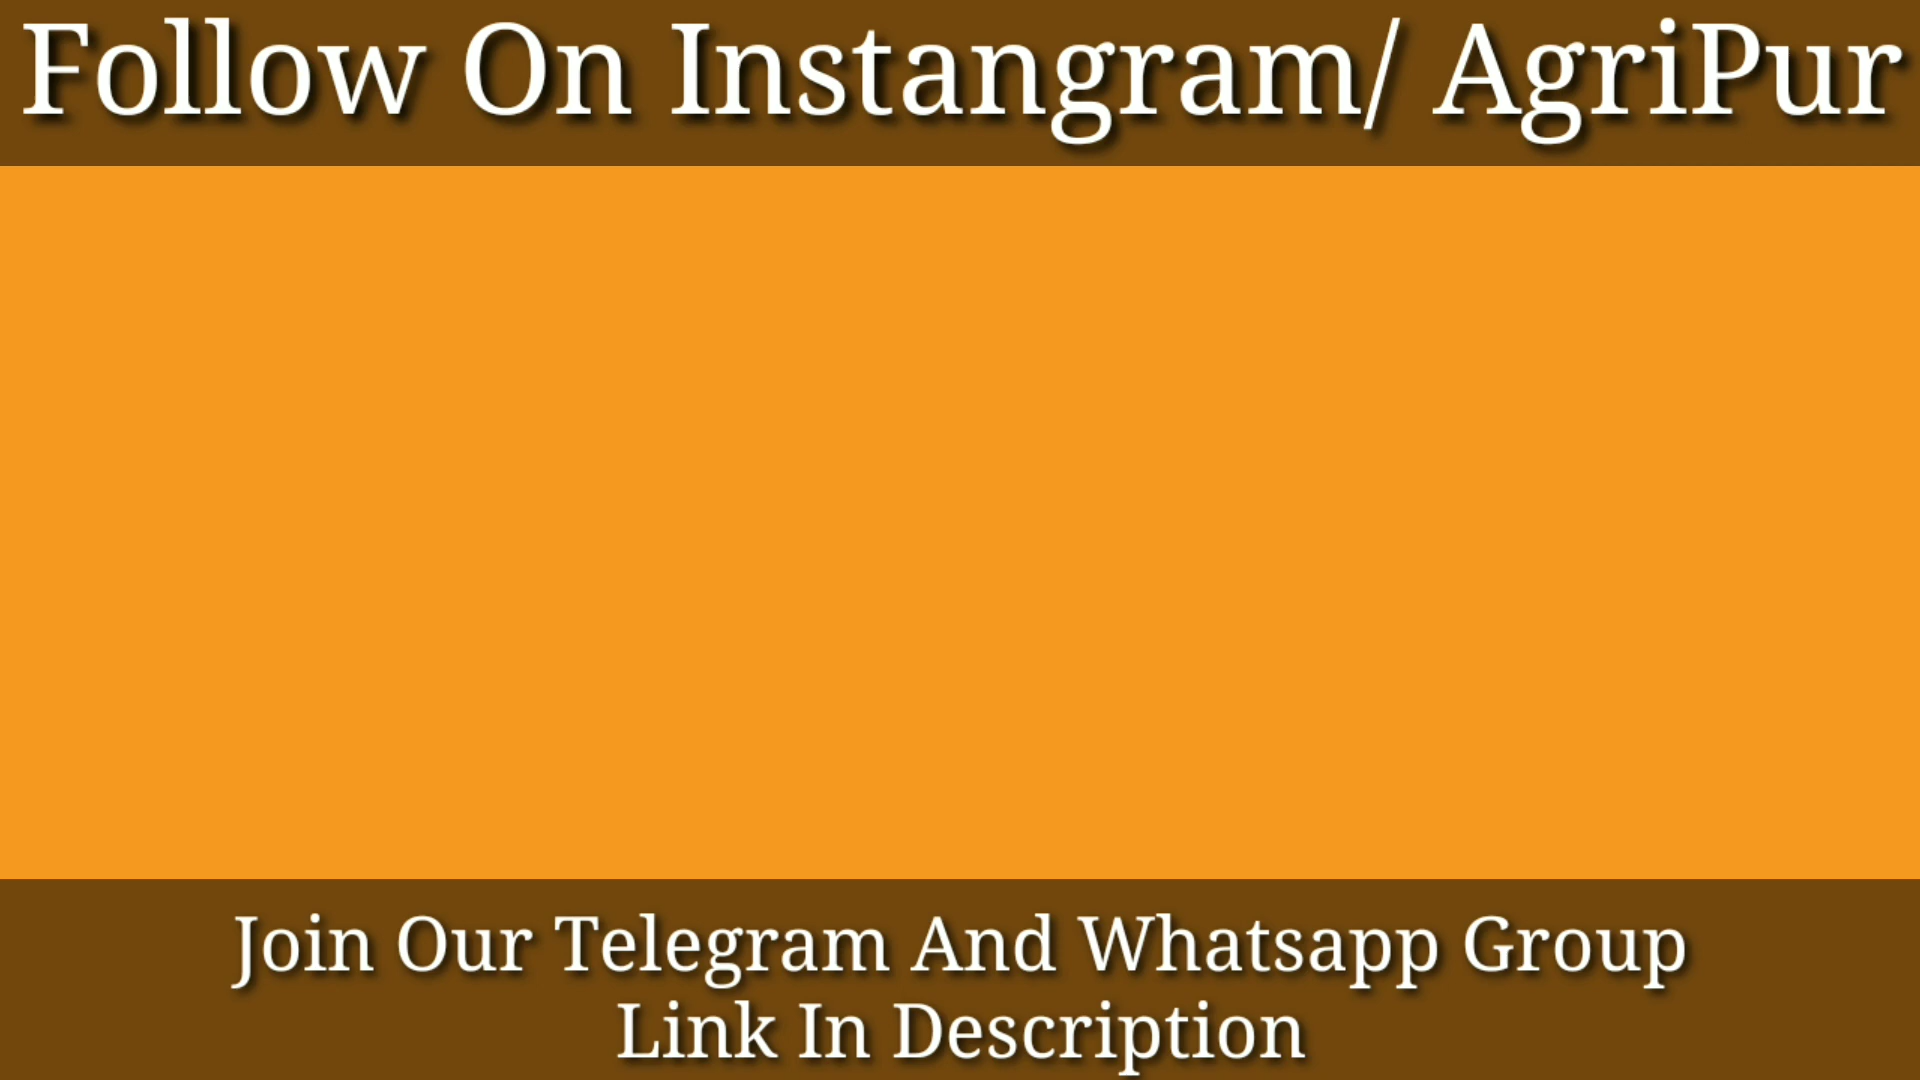 Follow On Instangram/ AgriPur
Join Our Telegram And Whatsapp Group
Link In Description